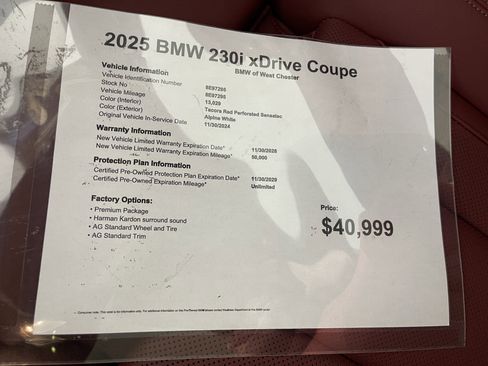 2025 BMW 230i xDrive Coupe
BMW of West Chester
Vehicle Information
Vehicle Identification Number 8E97286
Stock No 8E97286
Vehicle Mileage 13,029
Color (Interior) Tacora Red Perforated Sensatec
Color (Exterior) Alpine White
Original Vehicle In-Service Date 11/30/2024
Warranty Information
New Vehicle Limited Warranty Expiration Date* 11/30/2028
New Vehicle Limited Warranty Expiration Mileage* 50,000
Protection Plan Information
Certified Pre-Owned Protection Plan Expiration Date* 11/30/2029
Certified Pre-Owned Expiration Mileage* Unlimited
Factory Options:
• Premium Package
• Harman Kardon surround sound
• AG Standard Wheel and Tire
• AG Standard Trim
Price:
$40,999